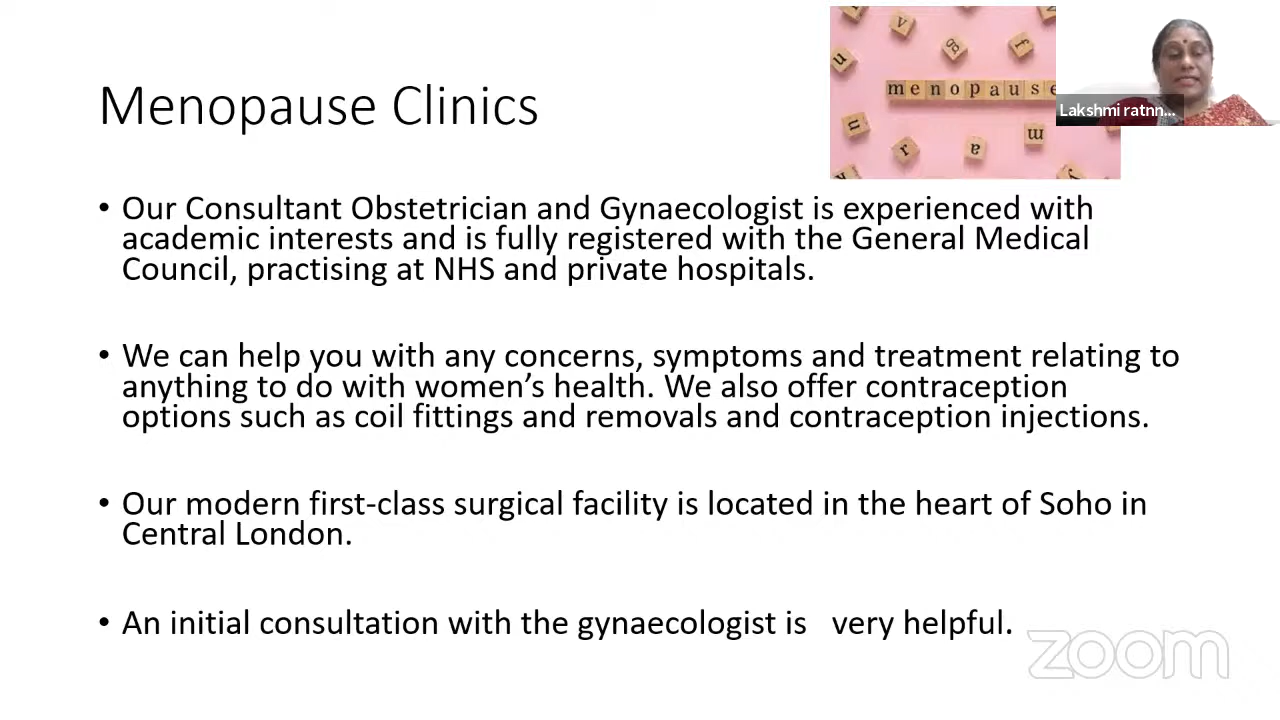 Menopause Clinics
v
g
f
u
menopause
Lakshmi ratnn...
u
r
a
m
• Our Consultant Obstetrician and Gynaecologist is experienced with
academic interests and is fully registered with the General Medical
Council, practising at NHS and private hospitals.
• We can help you with any concerns, symptoms and treatment relating to
anything to do with women’s health. We also offer contraception
options such as coil fittings and removals and contraception injections.
• Our modern first-class surgical facility is located in the heart of Soho in
Central London.
• An initial consultation with the gynaecologist is   very helpful.
zoom